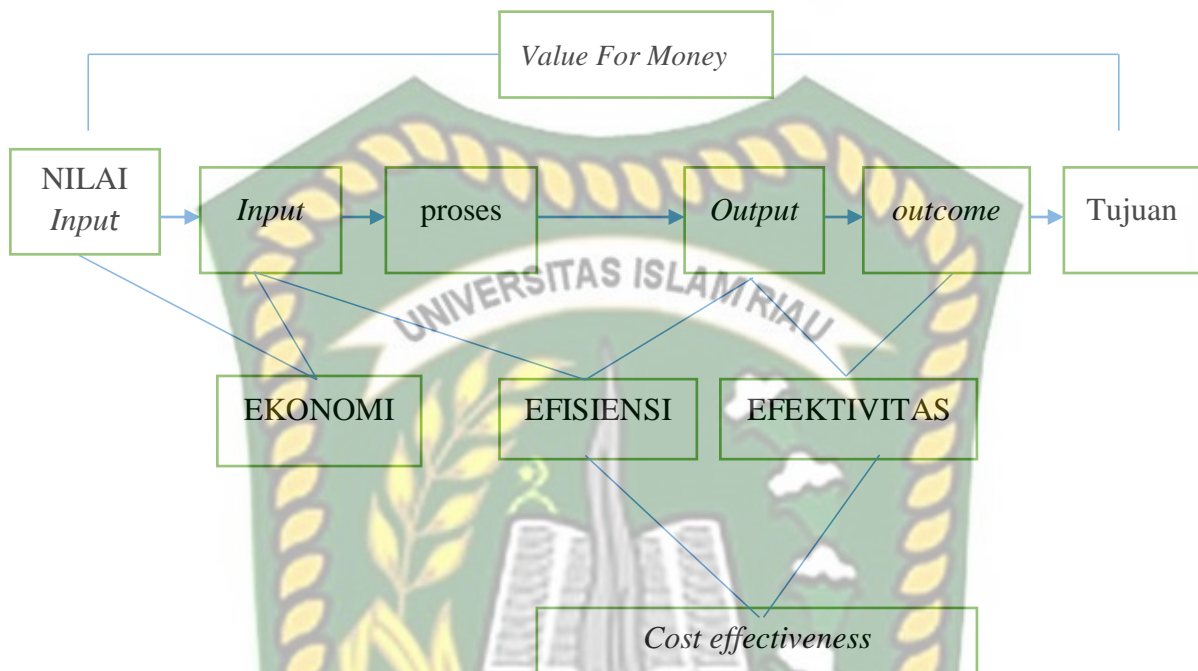 Value For Money
NILAI
Input
Input
proses
Output
outcome
Tujuan
UNIVERSITAS ISLAM RIAU
EKONOMI
EFISIENSI
EFEKTIVITAS
Cost effectiveness